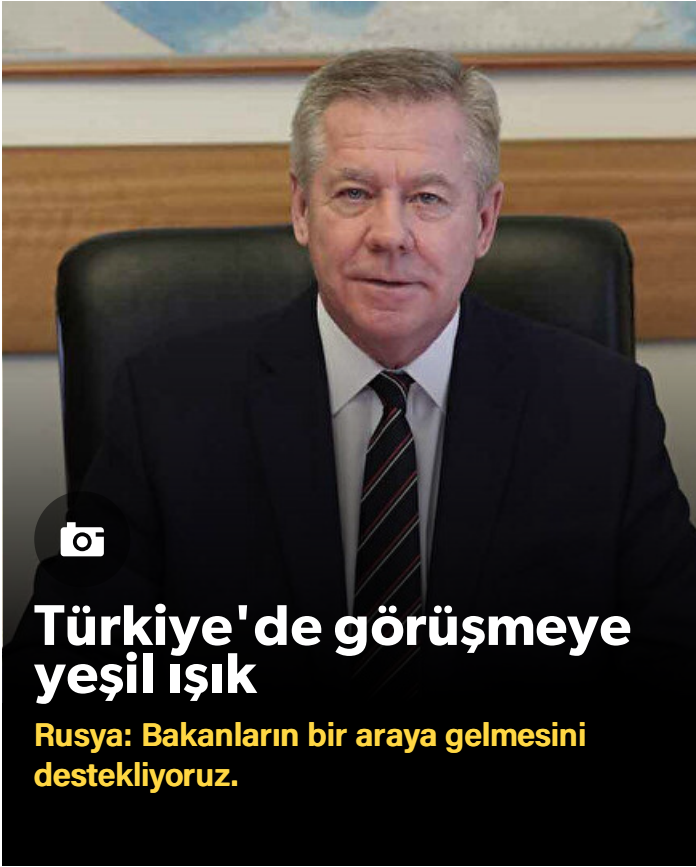 Türkiye'de görüşmeye
yeşil ışık
Rusya: Bakanların bir araya gelmesini
destekliyoruz.